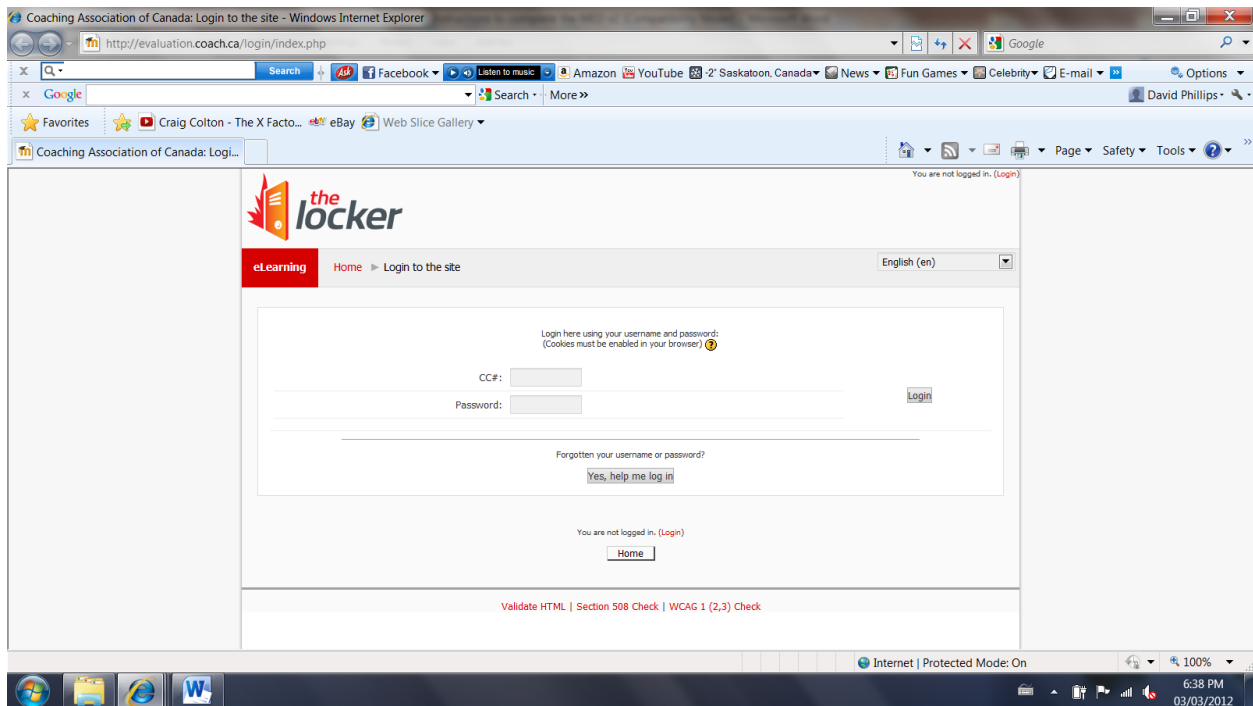 Coaching Association of Canada: Login to the site - Windows Internet Explorer
http://evaluation.coach.ca/login/index.php
Google
Search
Ask
Facebook
Listen to music
Amazon
YouTube
-2° Saskatoon, Canada
News
Fun Games
Celebrity
E-mail
Options
x Google
Search
More »
David Phillips
Favorites
Craig Colton - The X Facto...
eBay
Web Slice Gallery
Coaching Association of Canada: Logi...
Page
Safety
Tools
You are not logged in. (Login)
the
locker
eLearning
Home ► Login to the site
English (en)
Login here using your username and password:
(Cookies must be enabled in your browser) ?
CC#:
Password:
Login
Forgotten your username or password?
Yes, help me log in
You are not logged in. (Login)
Home
Validate HTML | Section 508 Check | WCAG 1 (2,3) Check
Internet | Protected Mode: On
100%
6:38 PM
03/03/2012